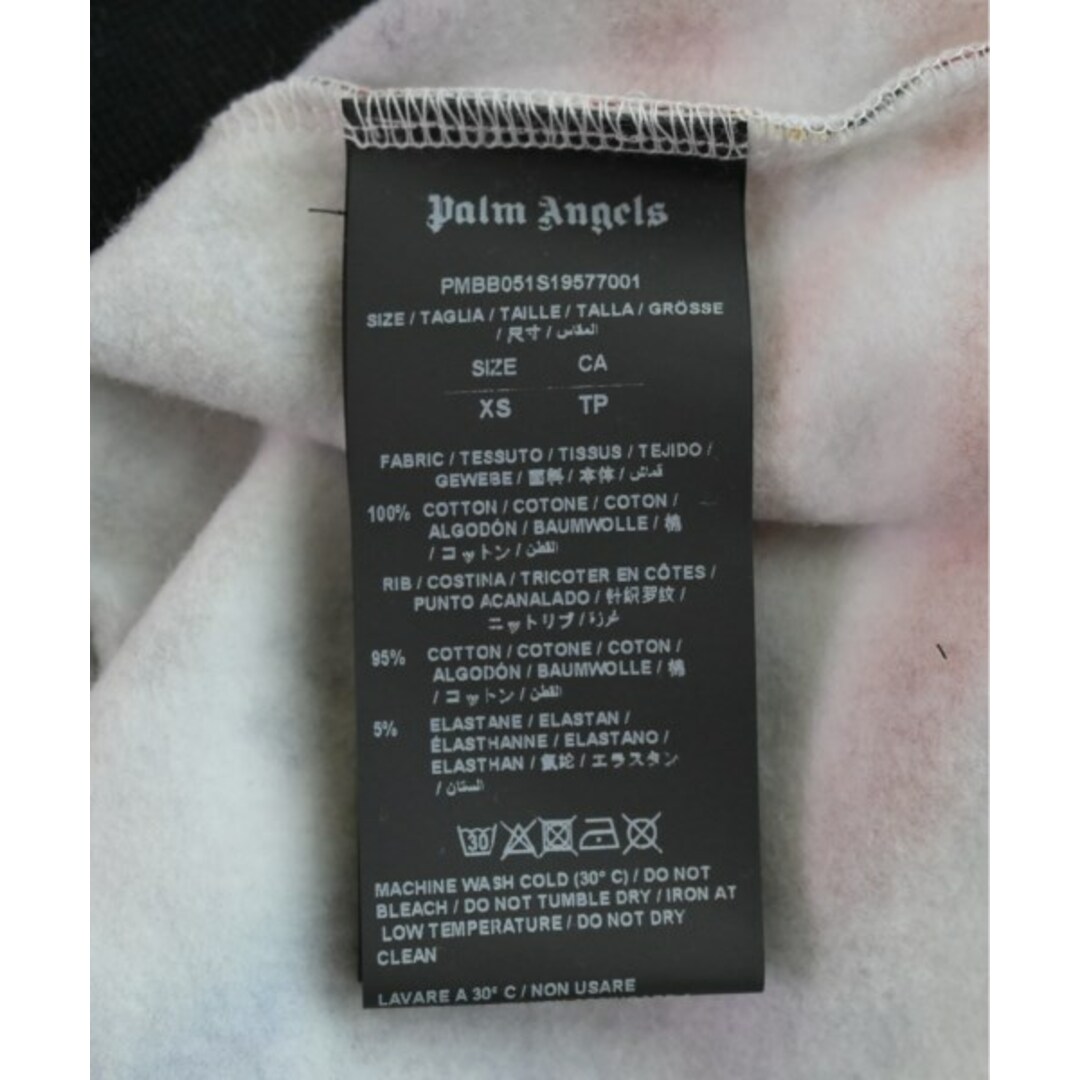 Palm Angels
PMBB051S19577001
SIZE / TAGLIA / TAILLE / TALLA / GRÖSSE
/ 尺寸 / المقاس
SIZE CA
XS TP
FABRIC / TESSUTO / TISSUS / TEJIDO /
GEWEBE / 面料 / 本体 / قماش
100% COTTON / COTONE / COTON /
ALGODÓN / BAUMWOLLE / 棉
/ コットン / القطن
RIB / COSTINA / TRICOTER EN CÔTES /
PUNTO ACANALADO / 针织罗纹 /
ニットリブ / غرزة
95% COTTON / COTONE / COTON /
ALGODÓN / BAUMWOLLE / 棉
/ コットン / القطن
5% ELASTANE / ELASTAN /
ÉLASTHANNE / ELASTANO /
ELASTHAN / 氨纶 / エラスタン
/
30
MACHINE WASH COLD (30° C) / DO NOT
BLEACH / DO NOT TUMBLE DRY / IRON AT
LOW TEMPERATURE / DO NOT DRY
CLEAN
LAVARE A 30° C / NON USARE